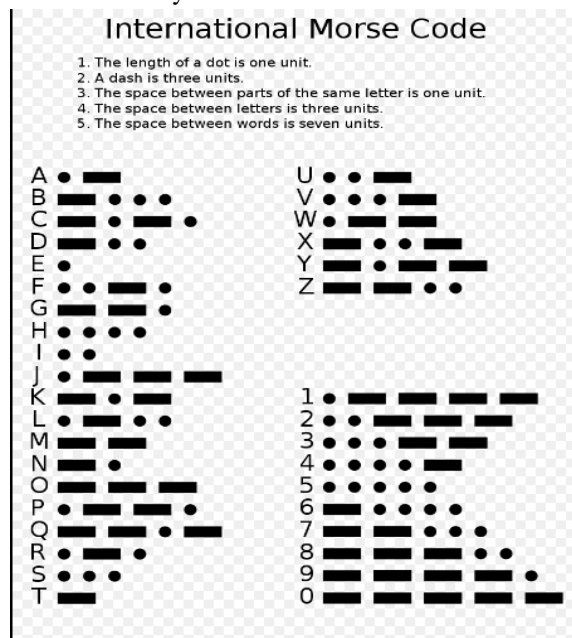 International Morse Code
1. The length of a dot is one unit.
2. A dash is three units.
3. The space between parts of the same letter is one unit.
4. The space between letters is three units.
5. The space between words is seven units.
A
B
C
D
E
F
G
H
I
J
K
L
M
N
O
P
Q
R
S
T
U
V
W
X
Y
Z
1
2
3
4
5
6
7
8
9
0